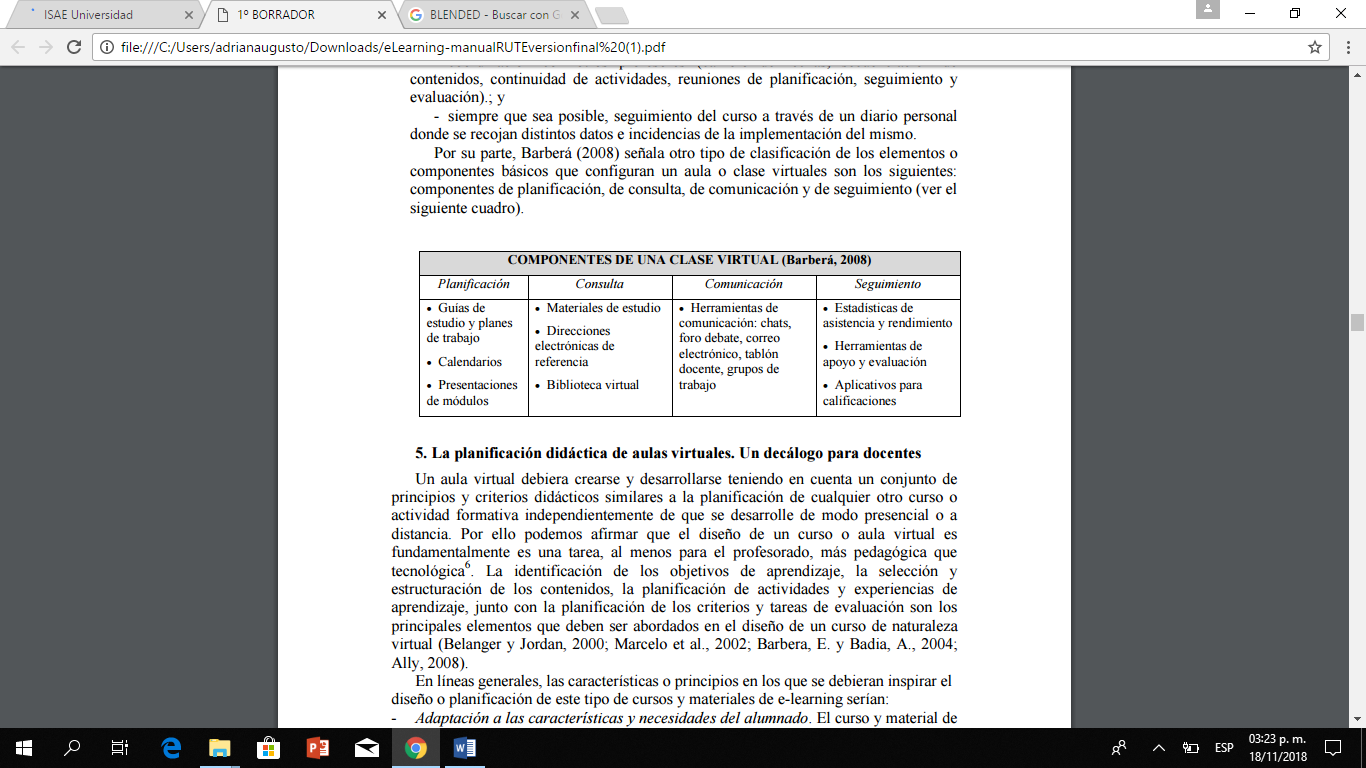 ISAE Universidad
1º BORRADOR
BLENDED - Buscar con G
file:///C:/Users/adrianaugusto/Downloads/eLearning-manualRUTEversionfinal%20(1).pdf
contenidos, continuidad de actividades, reuniones de planificación, seguimiento y
evaluación).; y
- siempre que sea posible, seguimiento del curso a través de un diario personal
donde se recojan distintos datos e incidencias de la implementación del mismo.
Por su parte, Barberá (2008) señala otro tipo de clasificación de los elementos o
componentes básicos que configuran un aula o clase virtuales son los siguientes:
componentes de planificación, de consulta, de comunicación y de seguimiento (ver el
siguiente cuadro).
COMPONENTES DE UNA CLASE VIRTUAL (Barberá, 2008)
Planificación
• Guías de
estudio y planes
de trabajo
• Calendarios
• Presentaciones
de módulos
Consulta
• Materiales de estudio
• Direcciones
electrónicas de
referencia
• Biblioteca virtual
Comunicación
• Herramientas de
comunicación: chats,
foro debate, correo
electrónico, tablón
docente, grupos de
trabajo
Seguimiento
• Estadísticas de
asistencia y rendimiento
• Herramientas de
apoyo y evaluación
• Aplicativos para
calificaciones
5. La planificación didáctica de aulas virtuales. Un decálogo para docentes
Un aula virtual debiera crearse y desarrollarse teniendo en cuenta un conjunto de
principios y criterios didácticos similares a la planificación de cualquier otro curso o
actividad formativa independientemente de que se desarrolle de modo presencial o a
distancia. Por ello podemos afirmar que el diseño de un curso o aula virtual es
fundamentalmente es una tarea, al menos para el profesorado, más pedagógica que
tecnológica6. La identificación de los objetivos de aprendizaje, la selección y
estructuración de los contenidos, la planificación de actividades y experiencias de
aprendizaje, junto con la planificación de los criterios y tareas de evaluación son los
principales elementos que deben ser abordados en el diseño de un curso de naturaleza
virtual (Belanger y Jordan, 2000; Marcelo et al., 2002; Barbera, E. y Badia, A., 2004;
Ally, 2008).
En líneas generales, las características o principios en los que se debieran inspirar el
diseño o planificación de este tipo de cursos y materiales de e-learning serían:
- Adaptación a las características y necesidades del alumnado. El curso y material de
ESP
03:23 p. m.
18/11/2018